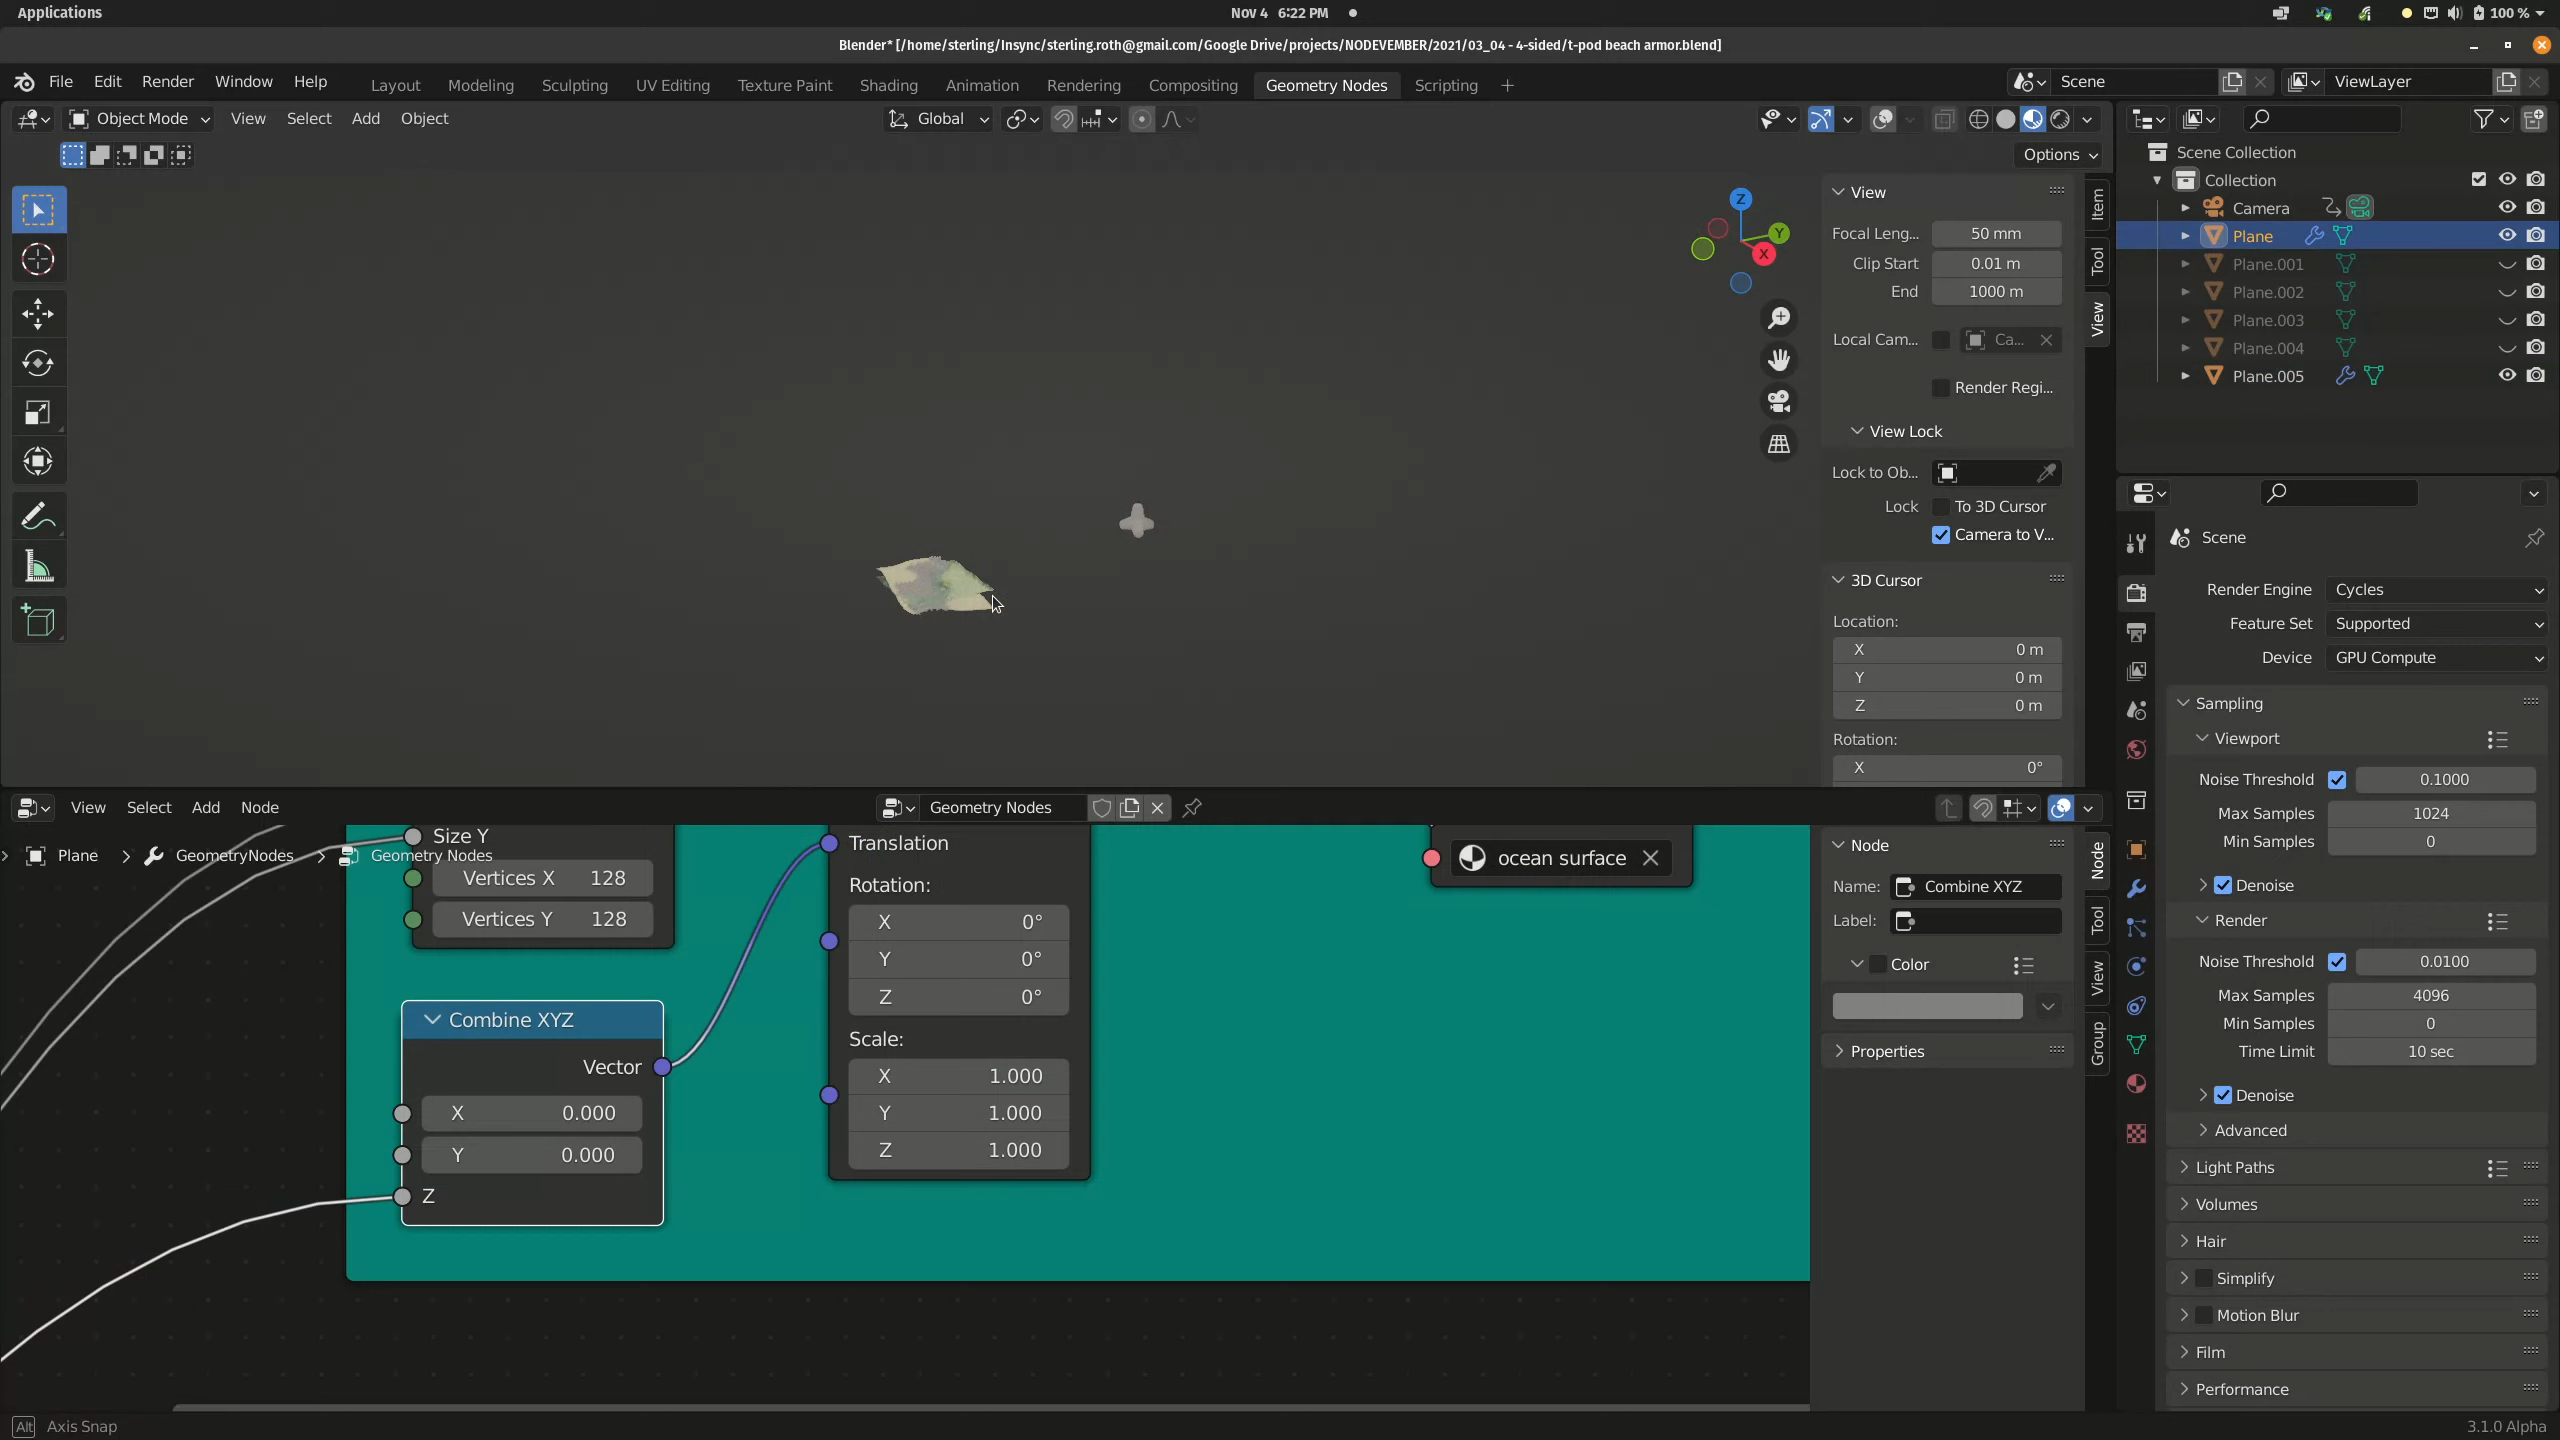 Applications
Nov 4 6:22 PM
100 %
Blender* [/home/sterling/Insync/sterling.roth@gmail.com/Google Drive/projects/NODEVEMBER/2021/03_04 - 4-sided/t-pod beach armor.blend]
File Edit Render Window Help
Layout Modeling Sculpting UV Editing Texture Paint Shading Animation Rendering Compositing Geometry Nodes Scripting +
Scene
ViewLayer
Object Mode View Select Add Object
Global
Options
Z
Y
X
Item
Tool
View
View
Focal Leng... 50 mm
Clip Start 0.01 m
End 1000 m
Local Cam... Ca...
Render Regi...
View Lock
Lock to Ob...
Lock To 3D Cursor
Camera to V...
3D Cursor
Location:
X 0 m
Y 0 m
Z 0 m
Rotation:
X 0°
Scene Collection
Collection
Camera
Plane
Plane.001
Plane.002
Plane.003
Plane.004
Plane.005
Scene
Render Engine Cycles
Feature Set Supported
Device GPU Compute
Sampling
Viewport
Noise Threshold 0.1000
Max Samples 1024
Min Samples 0
Denoise
Render
Noise Threshold 0.0100
Max Samples 4096
Min Samples 0
Time Limit 10 sec
Denoise
Advanced
Light Paths
Volumes
Hair
Simplify
Motion Blur
Film
Performance
View Select Add Node
Geometry Nodes
Plane GeometryNodes Geometry Nodes
Size Y
Vertices X 128
Vertices Y 128
Translation
Rotation:
X 0°
Y 0°
Z 0°
Scale:
X 1.000
Y 1.000
Z 1.000
ocean surface
Combine XYZ
Vector
X 0.000
Y 0.000
Z
Node
Name: Combine XYZ
Label:
Color
Properties
Node
Tool
View
Group
Alt Axis Snap
3.1.0 Alpha